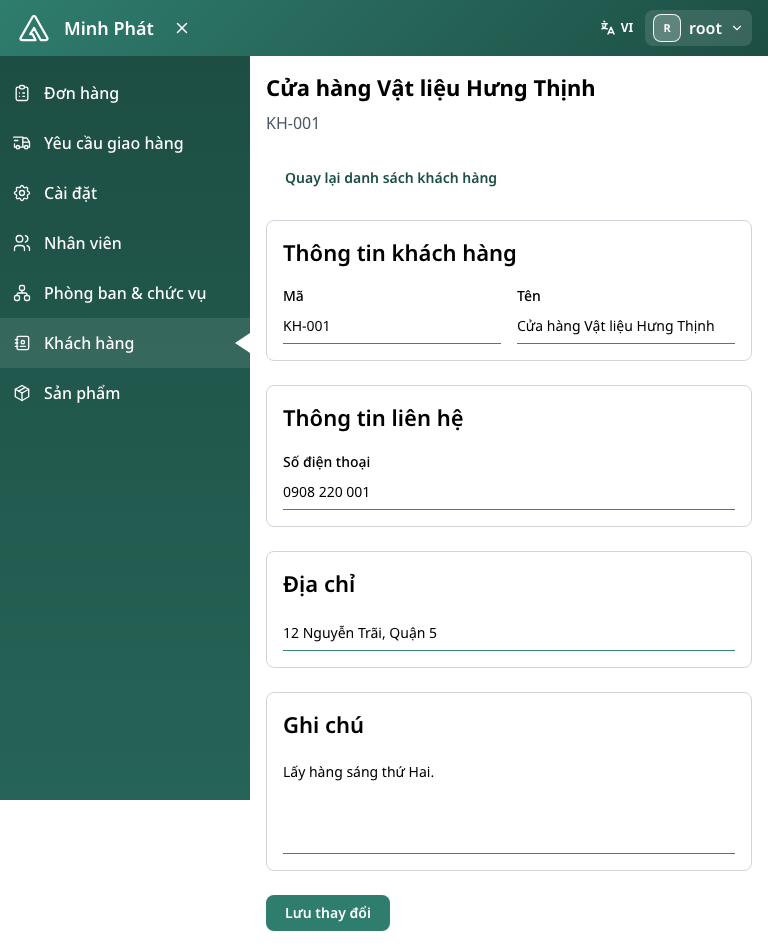 Minh Phát
VI
R
root
Đơn hàng
Yêu cầu giao hàng
Cài đặt
Nhân viên
Phòng ban & chức vụ
Khách hàng
Sản phẩm
Cửa hàng Vật liệu Hưng Thịnh
KH-001
Quay lại danh sách khách hàng
Thông tin khách hàng
Mã
Tên
KH-001
Cửa hàng Vật liệu Hưng Thịnh
Thông tin liên hệ
Số điện thoại
0908 220 001
Địa chỉ
12 Nguyễn Trãi, Quận 5
Ghi chú
Lấy hàng sáng thứ Hai.
Lưu thay đổi